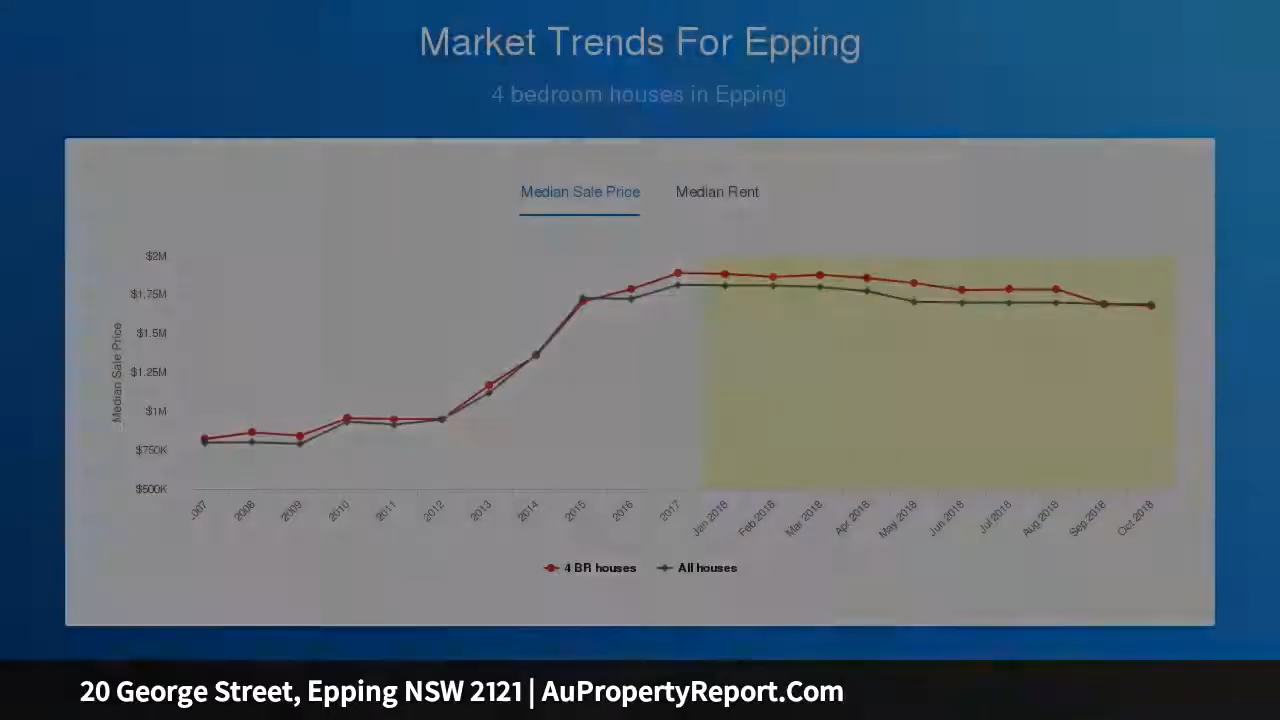 Market Trends For Epping
4 bedroom houses in Epping
Median Sale Price Median Rent
Median Sale Price
$2M
$1.75M
$1.5M
$1.25M
$1M
$750K
$500K
2008 2009 2010 2011 2012 2013 2014 2015 2016 2017 Jan 2018 Feb 2018 Mar 2018 Apr 2018 May 2018 Jun 2018 Jul 2018 Aug 2018 Sep 2018 Oct 2018
4 BR houses All houses
20 George Street, Epping NSW 2121 | AuPropertyReport.Com